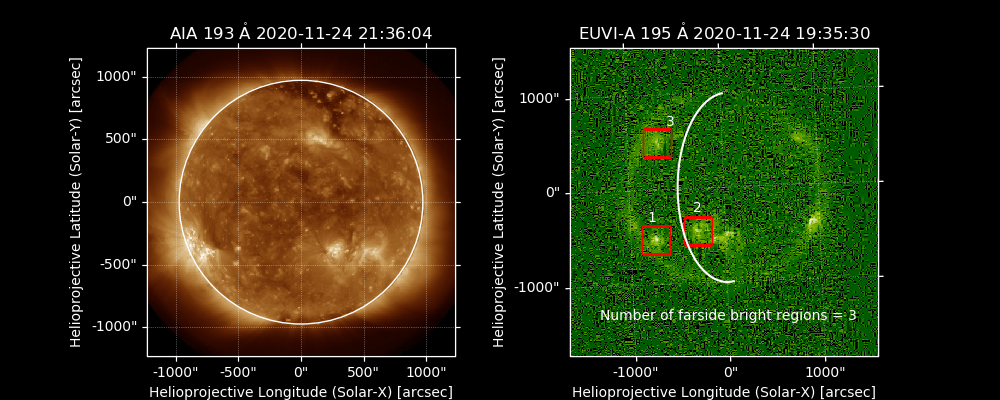 AIA 193 Å 2020-11-24 21:36:04
Helioprojective Latitude (Solar-Y) [arcsec]
1000"
500"
0"
-500"
-1000"
-1000" -500" 0" 500" 1000"
Helioprojective Longitude (Solar-X) [arcsec]
EUVI-A 195 Å 2020-11-24 19:35:30
Helioprojective Latitude (Solar-Y) [arcsec]
1000"
0"
-1000"
3
2
1
Number of farside bright regions = 3
-1000" 0" 1000"
Helioprojective Longitude (Solar-X) [arcsec]